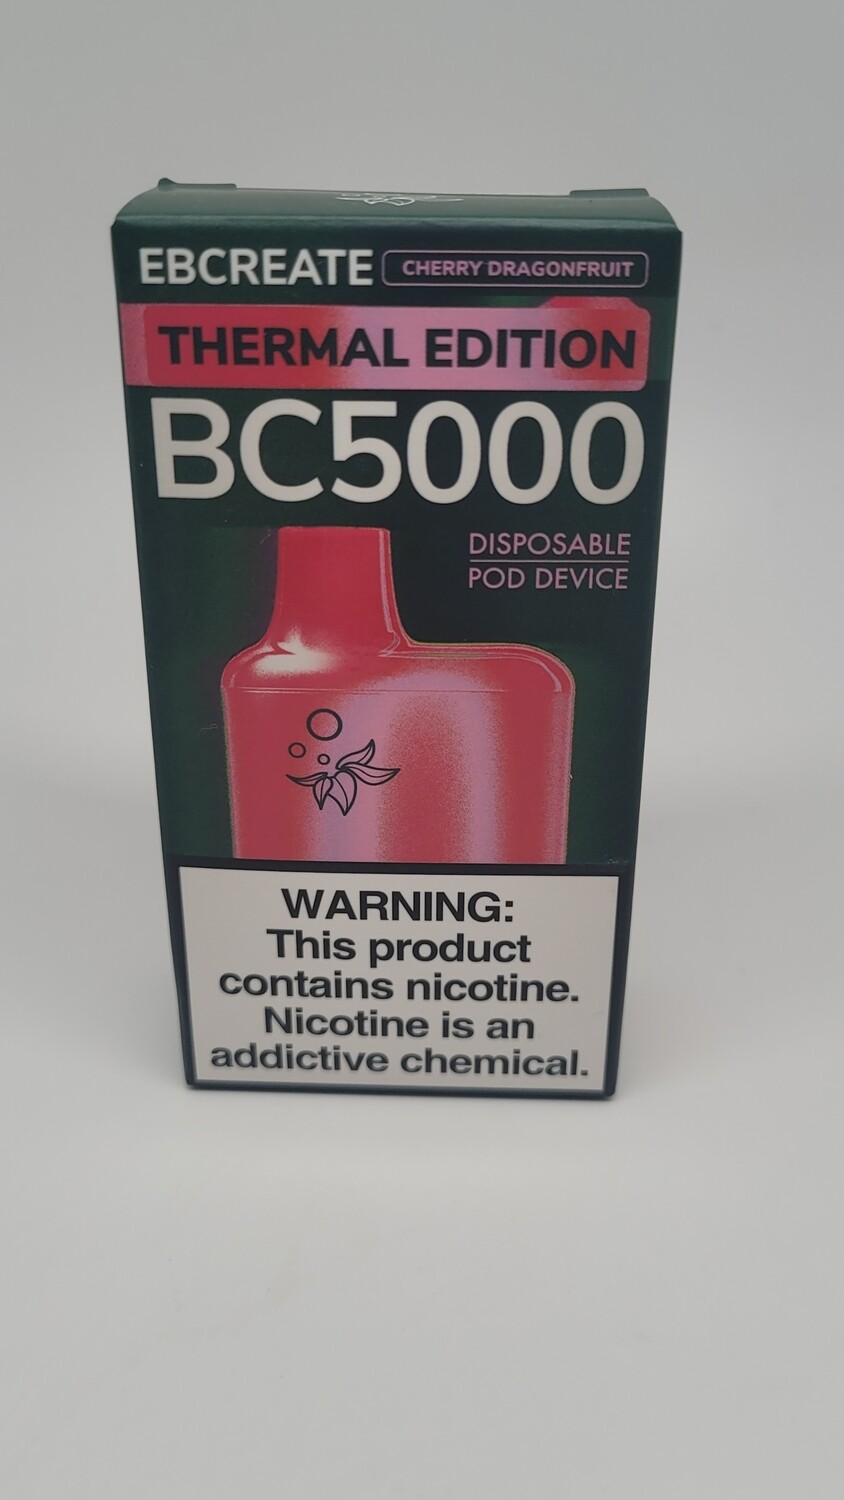 EBCREATE CHERRY DRAGONFRUIT
THERMAL EDITION
BC5000
DISPOSABLE
POD DEVICE
WARNING:
This product
contains nicotine.
Nicotine is an
addictive chemical.